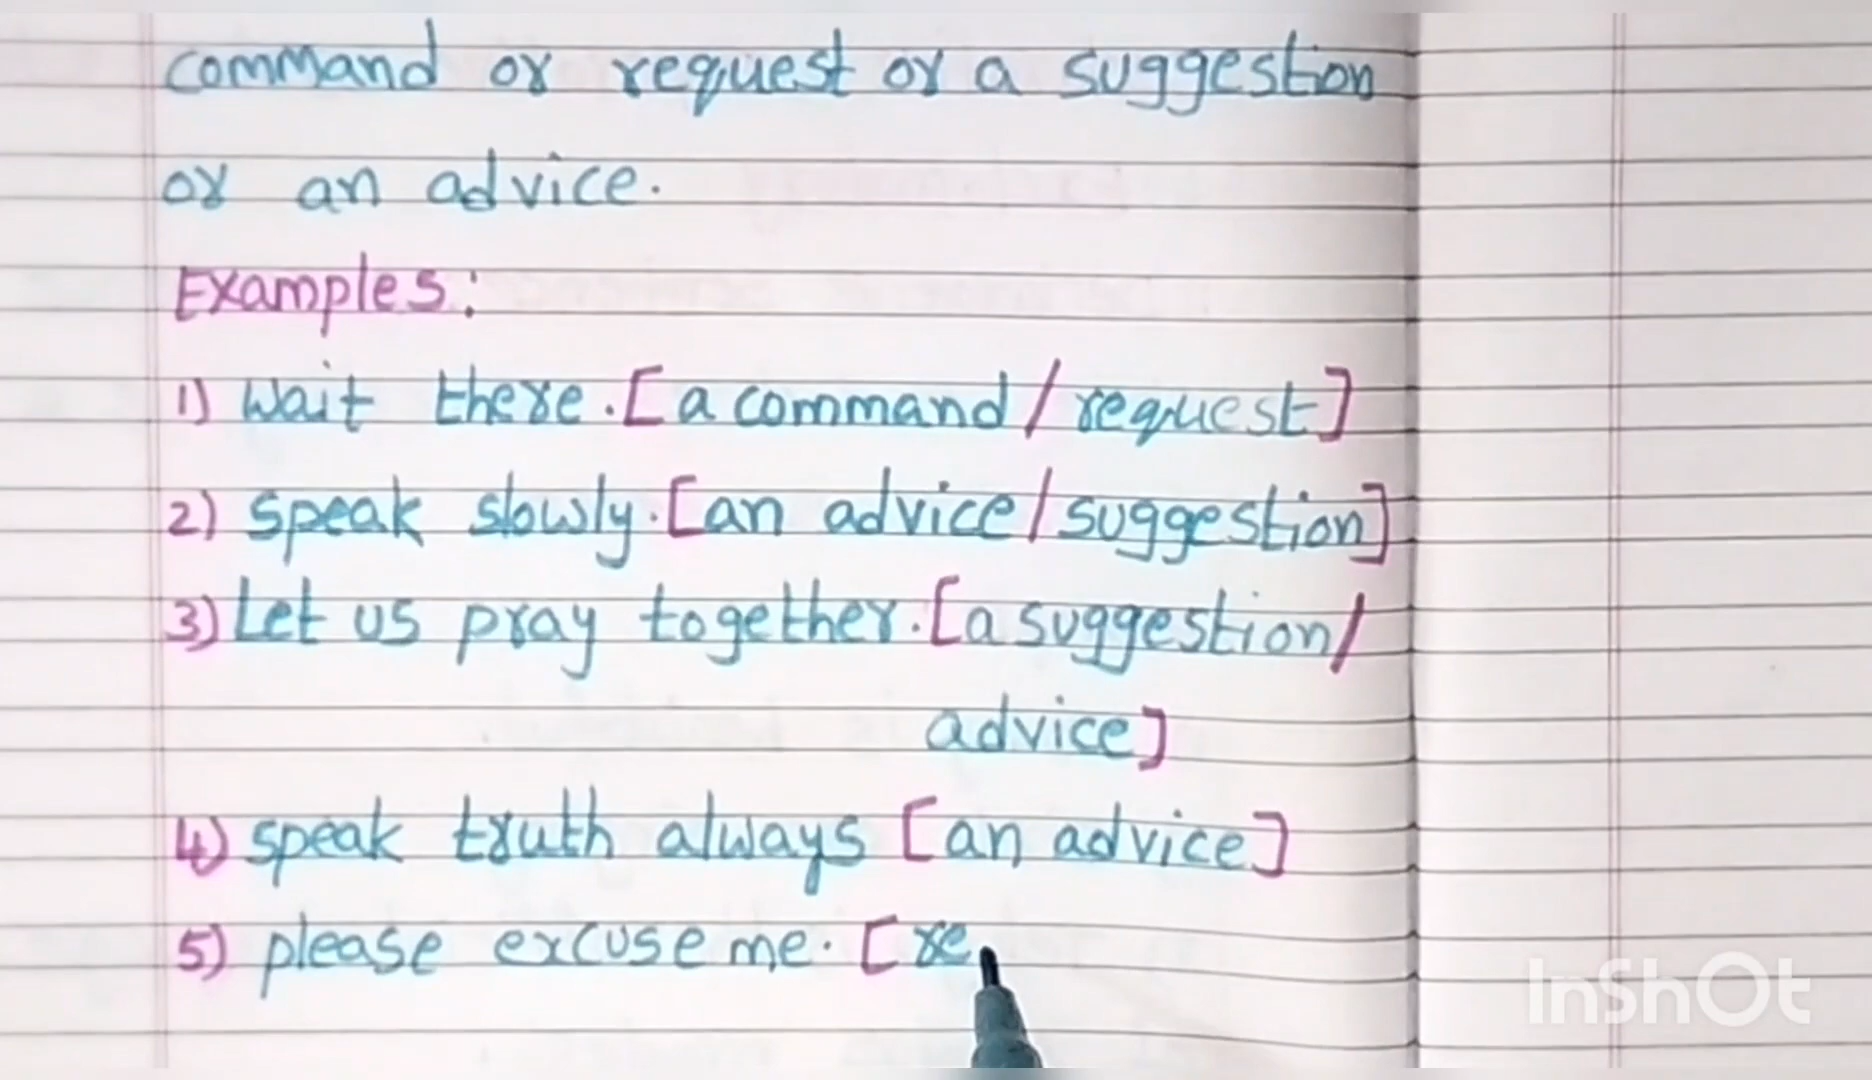 command or request or a suggestion
or an advice.
Examples:
1) Wait there. [a command/request]
2) speak slowly. [an advice/suggestion]
3) Let us pray together. [a suggestion/
advice]
4) speak truth always [an advice]
5) please excuse me. [re
InShOt